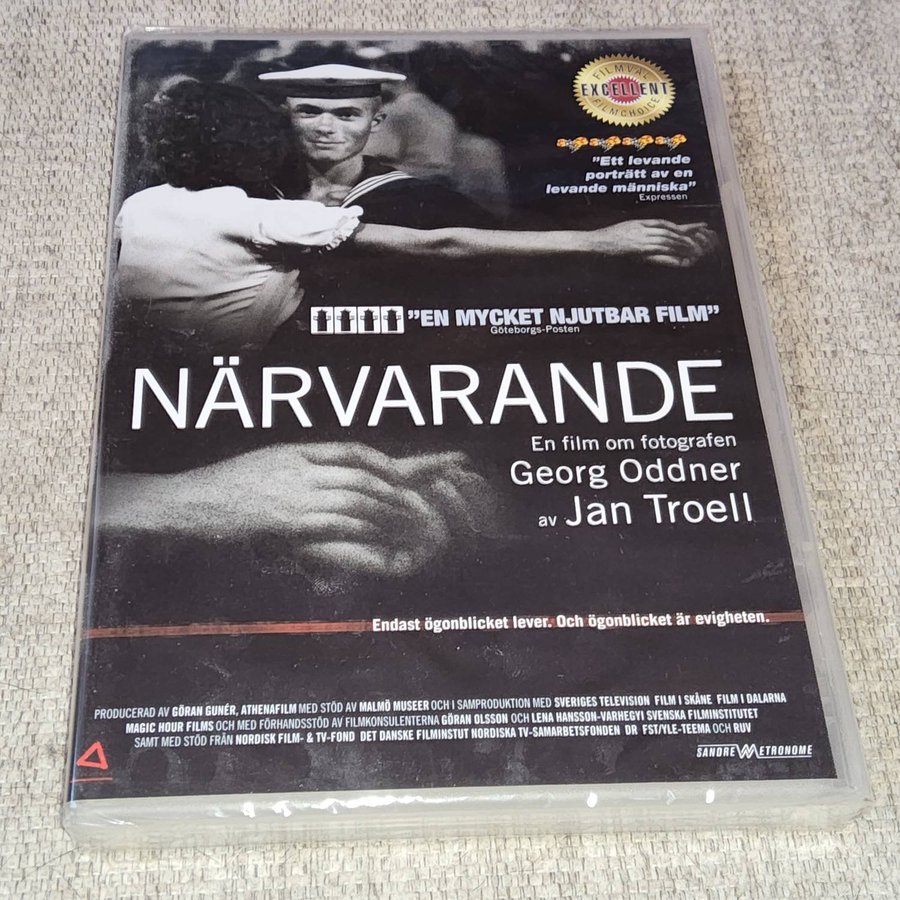 FILMVAL
EXCELLENT
FILMCHOICE
"Ett levande
porträtt av en
levande människa"
Expressen
"EN MYCKET NJUTBAR FILM"
Göteborgs-Posten
NÄRVARANDE
En film om fotografen
Georg Oddner
av Jan Troell
Endast ögonblicket lever. Och ögonblicket är evigheten.
PRODUCERAD AV GÖRAN GUNÉR, ATHENAFILM MED STÖD AV MALMÖ MUSEER OCH I SAMPRODUKTION MED SVERIGES TELEVISION FILM I SKÅNE FILM I DALARNA
MAGIC HOUR FILMS OCH MED FÖRHANDSSTÖD AV FILMKONSULENTERNA GÖRAN OLSSON OCH LENA HANSSON-VARHEGYI SVENSKA FILMINSTITUTET
SAMT MED STÖD FRÅN NORDISK FILM- & TV-FOND DET DANSKE FILMINSTUT NORDISKA TV-SAMARBETSFONDEN DR FST/YLE-TEEMA OCH RUV
SANDREW METRONOME